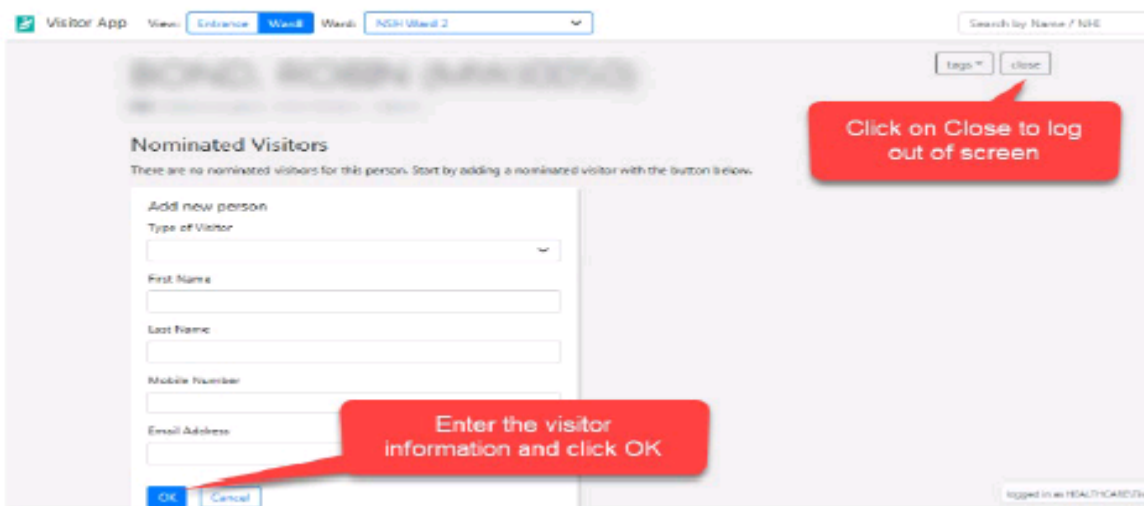 Visitor App View: Entrance Ward Ward: NSH Ward 2 Search by Name / NHI
tags close
Click on Close to log
out of screen
Nominated Visitors
There are no nominated visitors for this person. Start by adding a nominated visitor with the button below.
Add new person
Type of Visitor
First Name
Last Name
Mobile Number
Email Address
Enter the visitor
information and click OK
OK Cancel
logged in as